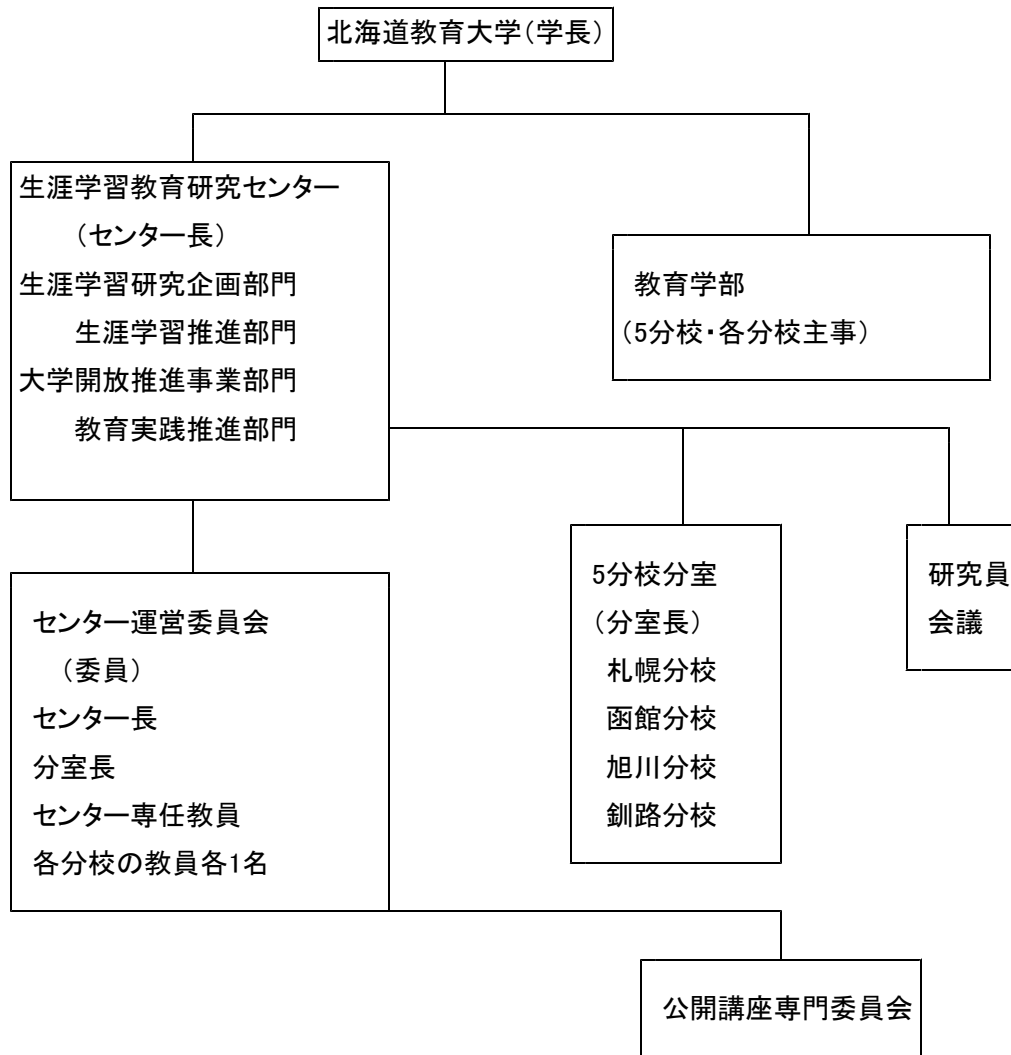 北海道教育大学（学長）
生涯学習教育研究センター
（センター長）
生涯学習研究企画部門
生涯学習推進部門
大学開放推進事業部門
教育実践推進部門
教育学部
（5分校・各分校主事）
センター運営委員会
（委員）
センター長
分室長
センター専任教員
各分校の教員各1名
5分校分室
（分室長）
札幌分校
函館分校
旭川分校
釧路分校
研究員
会議
公開講座専門委員会